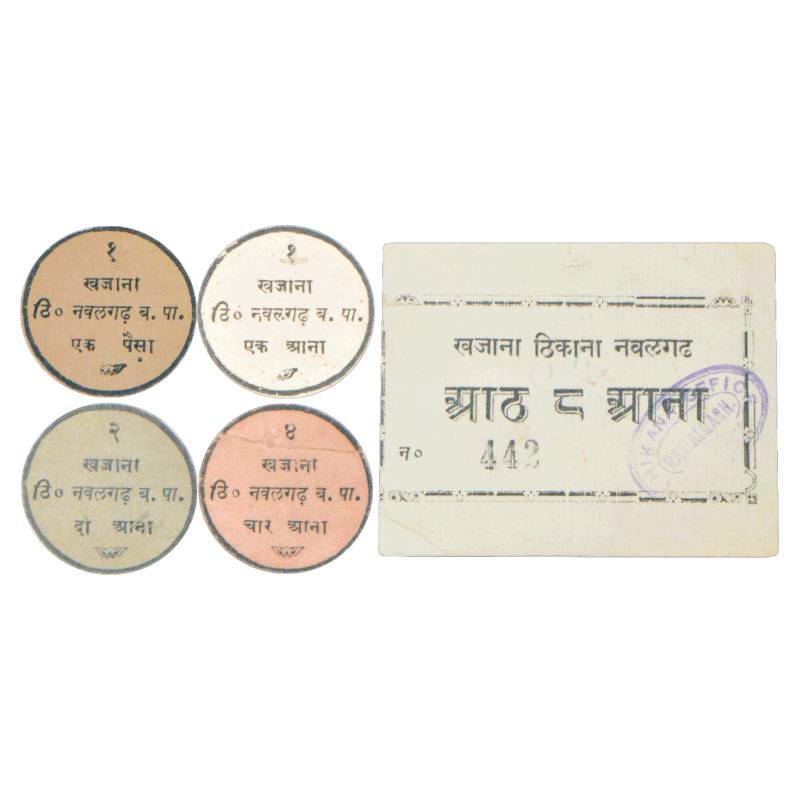 १
खजाना
ठि० नवलगढ़ ब. पा.
एक पैसा
१
खजाना
ठि० नवलगढ़ ब. पा.
एक आना
२
खजाना
ठि० नवलगढ़ ब. पा.
दो आना
४
खजाना
ठि० नवलगढ़ ब. पा.
चार आना
खजाना ठिकाना नवलगढ
आठ ८ आना
न० 442
OFFICE